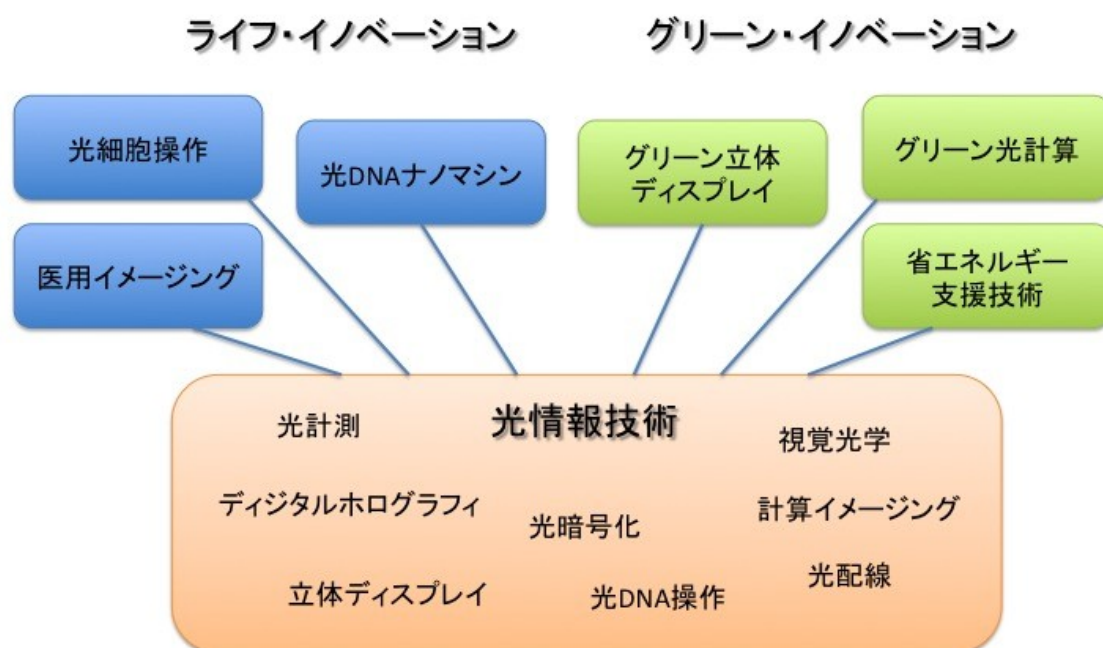 ライフ・イノベーション
グリーン・イノベーション
光細胞操作
光DNAナノマシン
グリーン立体
ディスプレイ
グリーン光計算
医用イメージング
省エネルギー
支援技術
光情報技術
光計測
視覚光学
ディジタルホログラフィ
光暗号化
計算イメージング
立体ディスプレイ
光DNA操作
光配線